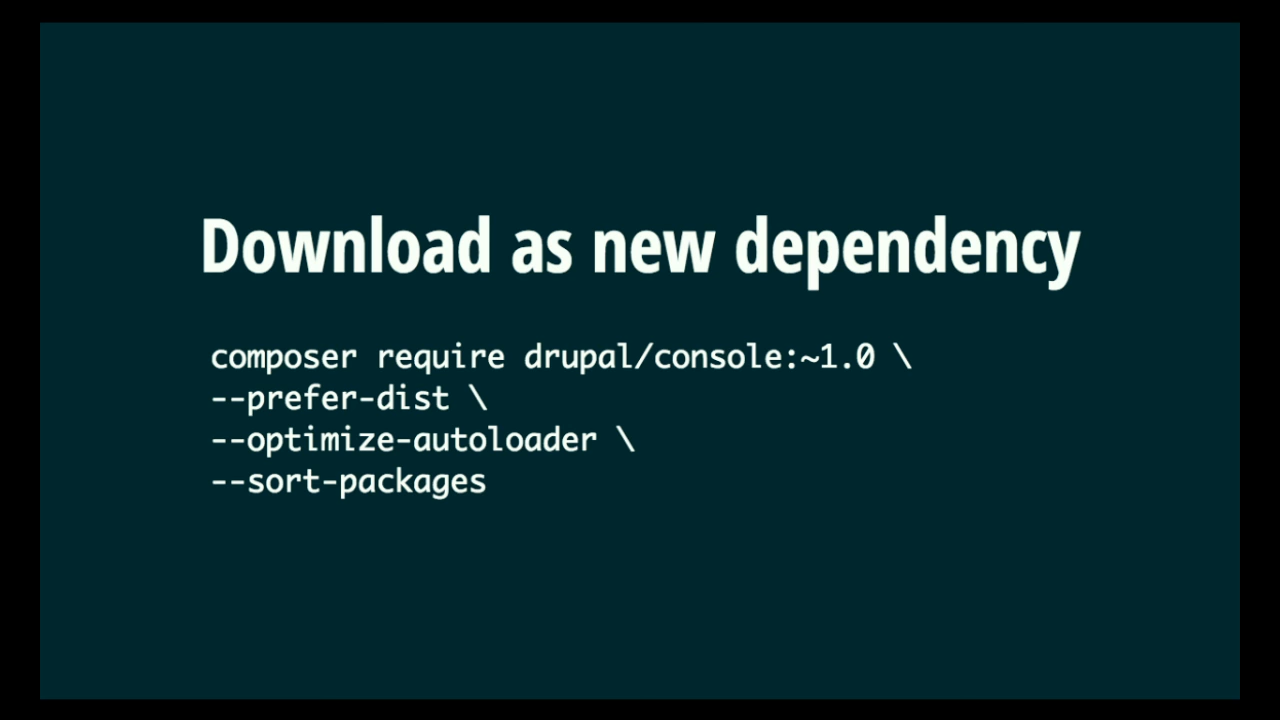 Download as new dependency
composer require drupal/console:~1.0 \
--prefer-dist \
--optimize-autoloader \
--sort-packages